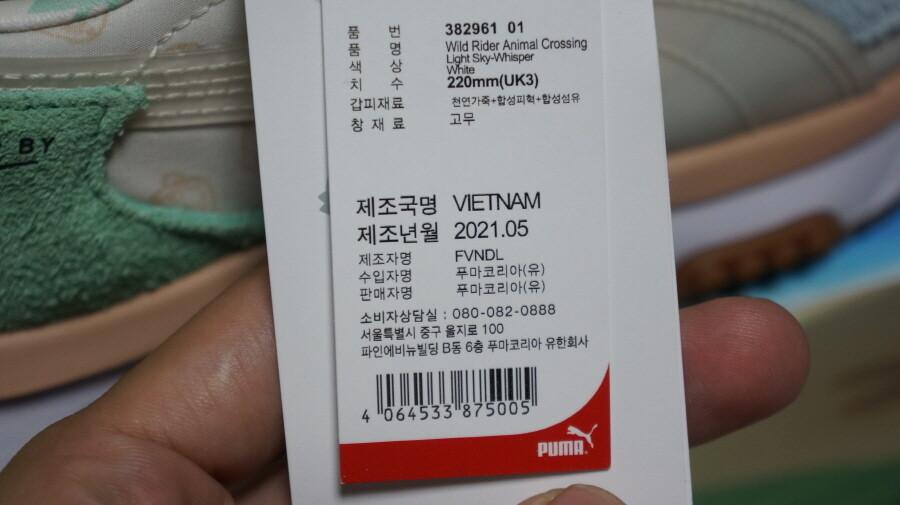 품 번 382961 01
품 명 Wild Rider Animal Crossing
색 상 Light Sky-Whisper
White
치 수 220mm(UK3)
갑피재료 천연가죽+합성피혁+합성섬유
창 재 료 고무
제조국명 VIETNAM
제조년월 2021.05
제조자명 FVNDL
수입자명 푸마코리아(유)
판매자명 푸마코리아(유)
소비자상담실 : 080-082-0888
서울특별시 중구 을지로 100
파인에비뉴빌딩 B동 6층 푸마코리아 유한회사
4 064533 875005
PUMA
BY